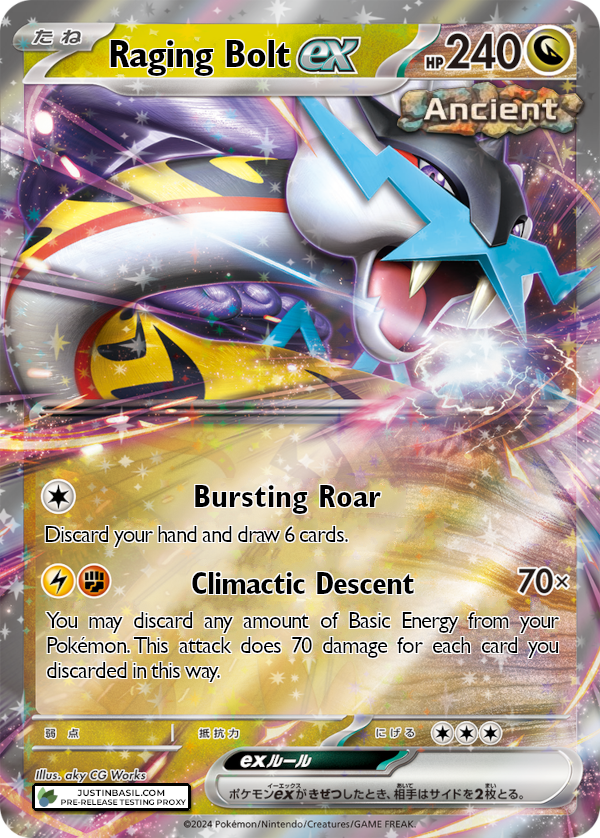 たね
Raging Bolt ex
HP 240
Ancient
Bursting Roar
Discard your hand and draw 6 cards.
Climactic Descent 70×
You may discard any amount of Basic Energy from your
Pokémon. This attack does 70 damage for each card you
discarded in this way.
弱点 抵抗力 にげる
exルール
ポケモンexがきぜつしたとき、相手はサイドを2枚とる。
Illus. aky CG Works
JUSTINBASIL.COM
PRE-RELEASE TESTING PROXY
©2024 Pokémon/Nintendo/Creatures/GAME FREAK.